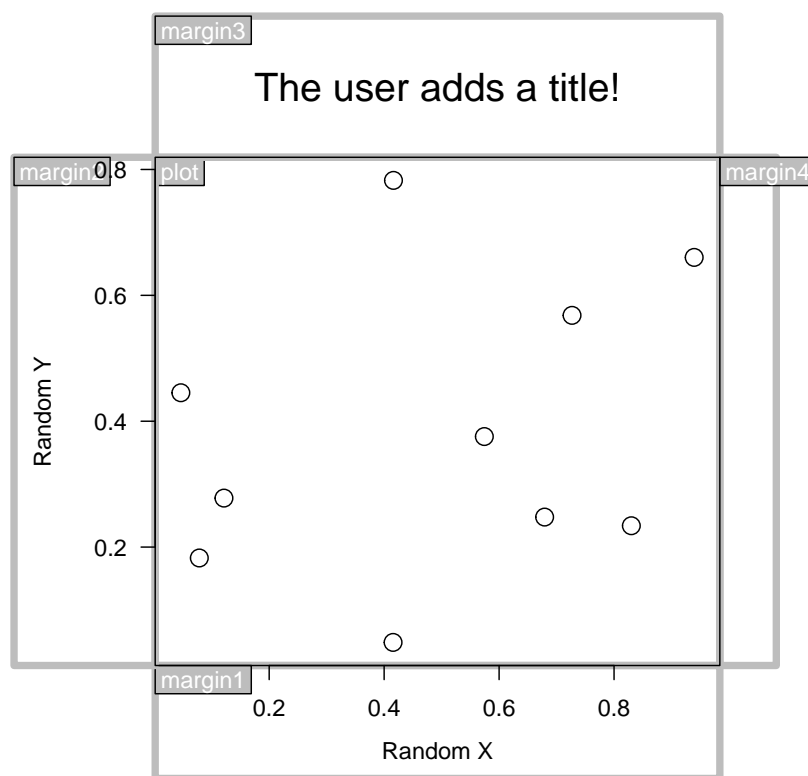 margin3
The user adds a title!
margin2
0.8
plot
margin4
0.6
Random Y
0.4
0.2
margin1
0.2 0.4 0.6 0.8
Random X